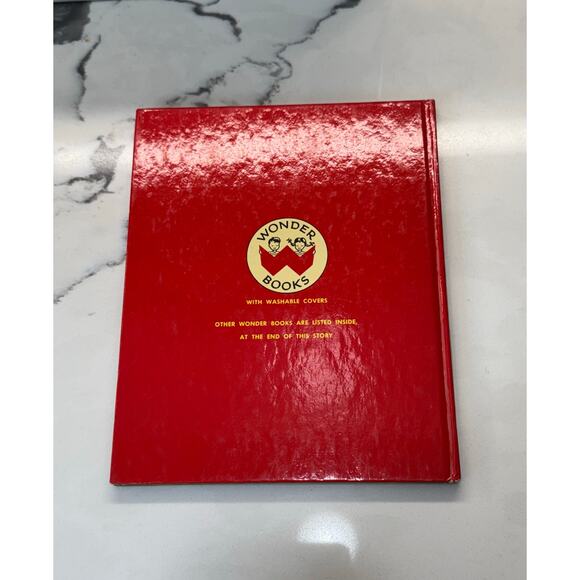 WONDER
BOOKS
WITH WASHABLE COVERS
OTHER WONDER BOOKS ARE LISTED INSIDE,
AT THE END OF THIS STORY